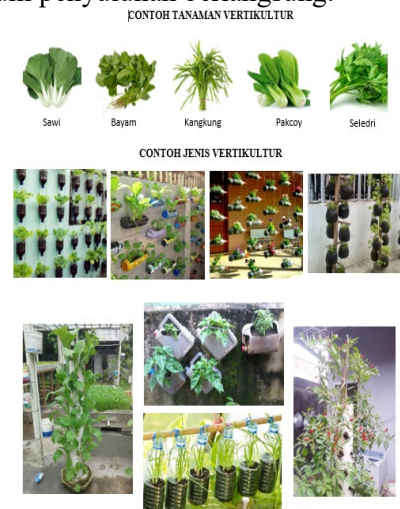 CONTOH TANAMAN VERTIKULTUR
Sawi
Bayam
Kangkung
Pakcoy
Seledri
CONTOH JENIS VERTIKULTUR